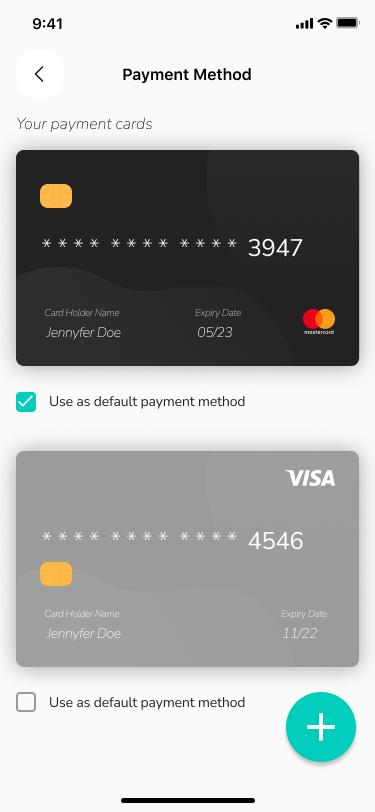 9:41
Payment Method
Your payment cards
* * * * * * * * * * * * 3947
Card Holder Name Expiry Date
Jennyfer Doe 05/23
mastercard
Use as default payment method
VISA
* * * * * * * * * * * * 4546
Card Holder Name Expiry Date
Jennyfer Doe 11/22
Use as default payment method